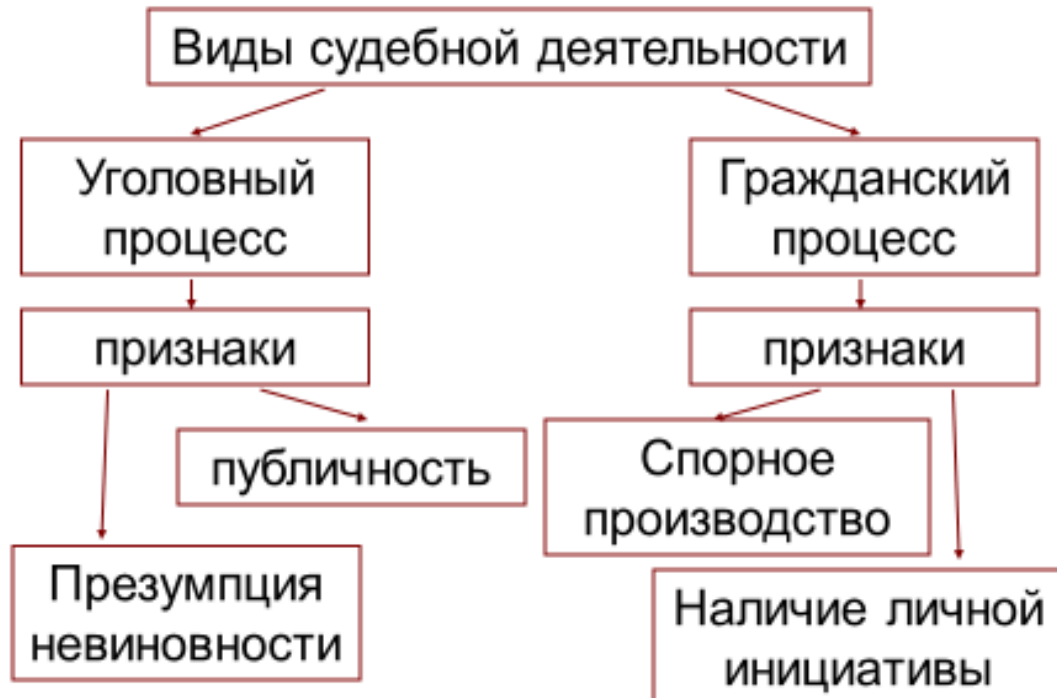 Виды судебной деятельности
Уголовный
процесс
Гражданский
процесс
признаки
признаки
публичность
Спорное
производство
Презумпция
невиновности
Наличие личной
инициативы